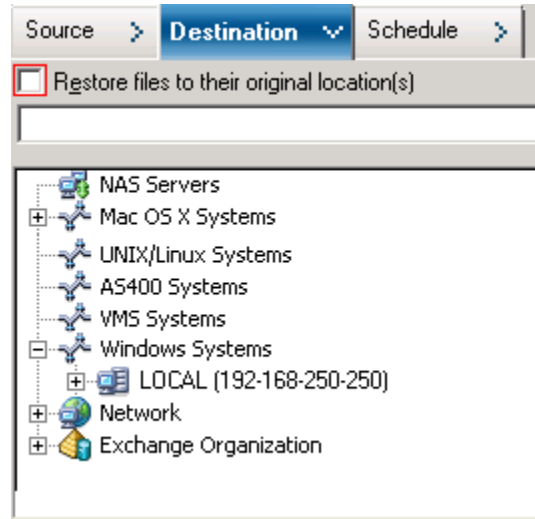 Source > Destination Schedule >
Restore files to their original location(s)
NAS Servers
Mac OS X Systems
UNIX/Linux Systems
AS400 Systems
VMS Systems
Windows Systems
LOCAL (192-168-250-250)
Network
Exchange Organization